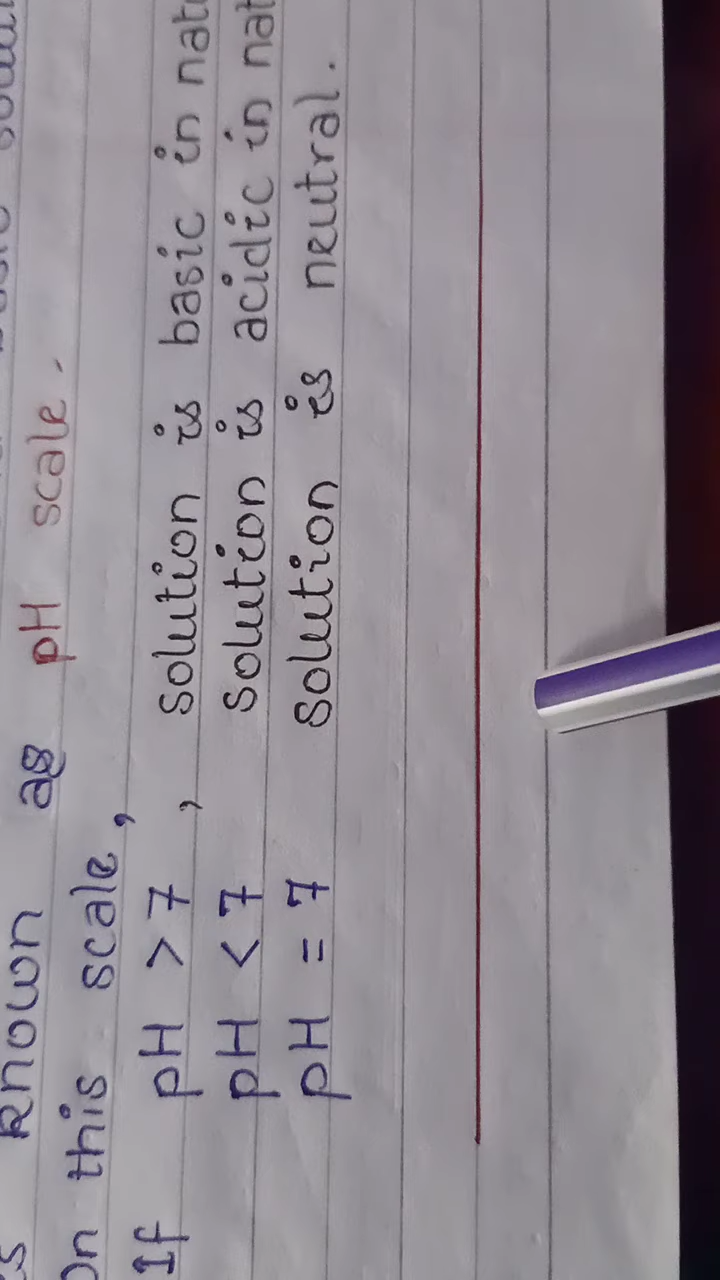 known as pH scale.
On this scale,
If pH > 7, solution is basic in
pH < 7 solution is acidic in
pH = 7 solution is neutral.